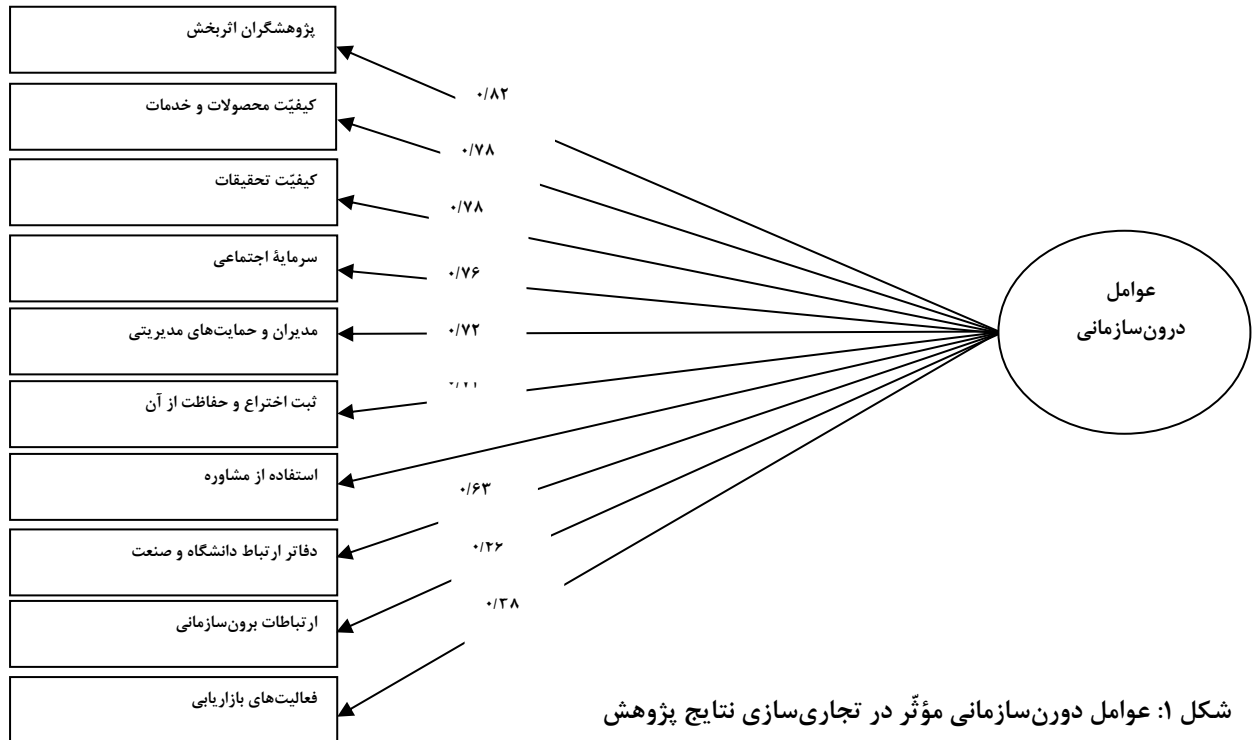 پژوهشگران اثربخش
۰/۸۲
کیفیّت محصولات و خدمات
۰/۷۸
کیفیّت تحقیقات
۰/۷۸
سرمایۀ اجتماعی
۰/۷۶
عوامل
درون‌سازمانی
مدیران و حمایت‌های مدیریتی
۰/۷۲
ثبت اختراع و حفاظت از آن
استفاده از مشاوره
۰/۶۳
دفاتر ارتباط دانشگاه و صنعت
۰/۲۶
ارتباطات برون‌سازمانی
۰/۳۸
فعالیت‌های بازاریابی
شکل ۱: عوامل دورن‌سازمانی مؤثّر در تجاری‌سازی نتایج پژوهش